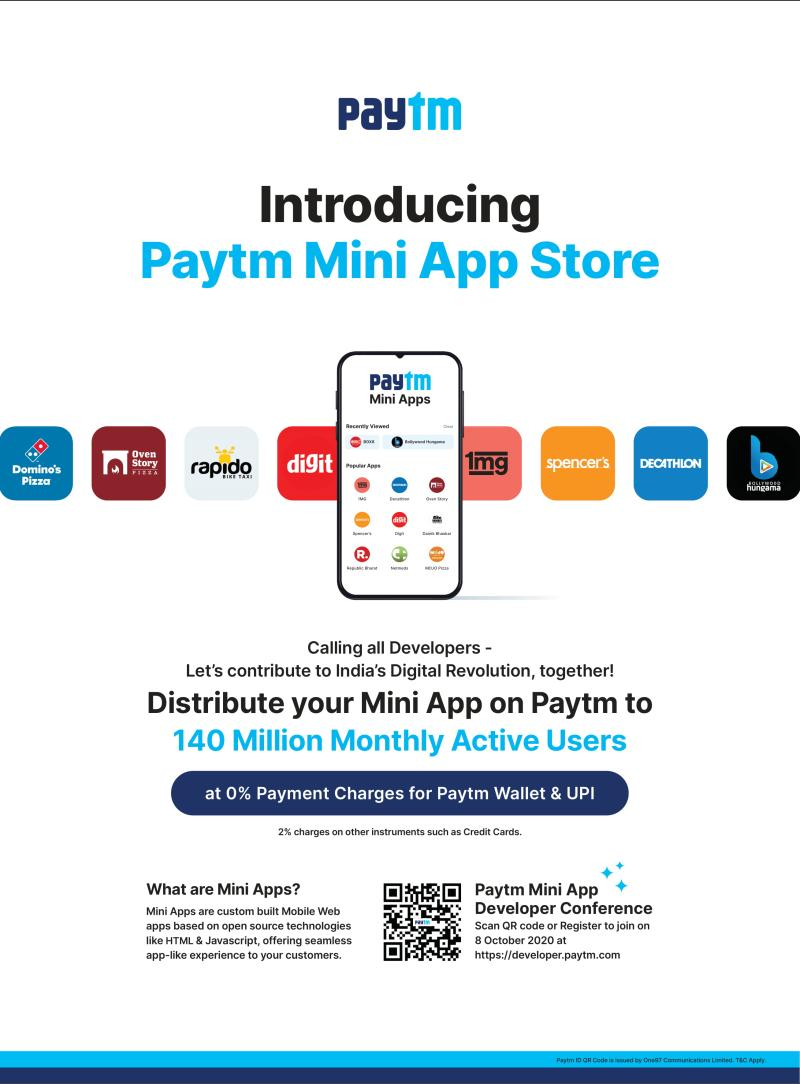 paytm
Introducing
Paytm Mini App Store
Domino's
Pizza
Oven
Story
PIZZA
rapido
BIKE TAXI
digit
paytm
Mini Apps
Recently Viewed
Clear
BOXR
Bollywood Hungama
Popular Apps
1MG
Decathlon
Oven Story
Spencer's
Digit
Dainik Bhaskar
R.
Republic Bharat
Netmeds
MOJO Pizza
1mg
spencer's
DECATHLON
b
BOLLYWOOD
hungama
Calling all Developers -
Let's contribute to India's Digital Revolution, together!
Distribute your Mini App on Paytm to
140 Million Monthly Active Users
at 0% Payment Charges for Paytm Wallet & UPI
2% charges on other instruments such as Credit Cards.
What are Mini Apps?
Mini Apps are custom built Mobile Web
apps based on open source technologies
like HTML & Javascript, offering seamless
app-like experience to your customers.
paytm
Paytm Mini App
Developer Conference
Scan QR code or Register to join on
8 October 2020 at
https://developer.paytm.com
Paytm ID QR Code is issued by One97 Communications Limited. T&C Apply.